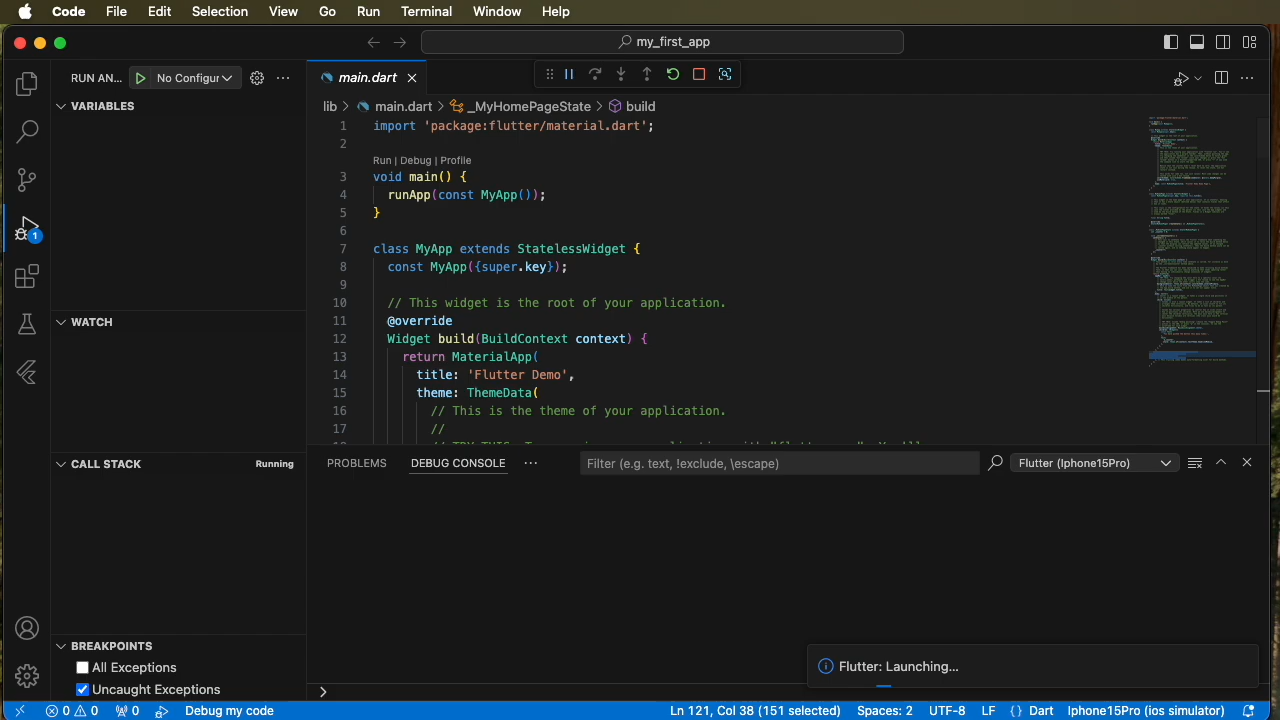 Code File Edit Selection View Go Run Terminal Window Help
my_first_app
RUN AN... No Configur
main.dart
VARIABLES
lib > main.dart > _MyHomePageState > build
1 import 'package:flutter/material.dart';
2
Run | Debug | Profile
3 void main() {
4 runApp(const MyApp());
5 }
6
7 class MyApp extends StatelessWidget {
8 const MyApp({super.key});
9
10 // This widget is the root of your application.
11 @override
12 Widget build(BuildContext context) {
13 return MaterialApp(
14 title: 'Flutter Demo',
15 theme: ThemeData(
16 // This is the theme of your application.
17 //
1
WATCH
CALL STACK Running
PROBLEMS DEBUG CONSOLE ... Filter (e.g. text, !exclude, \escape) Flutter (Iphone15Pro)
BREAKPOINTS
All Exceptions
Uncaught Exceptions
Flutter: Launching...
0 0 0 Debug my code Ln 121, Col 38 (151 selected) Spaces: 2 UTF-8 LF {} Dart Iphone15Pro (ios simulator)